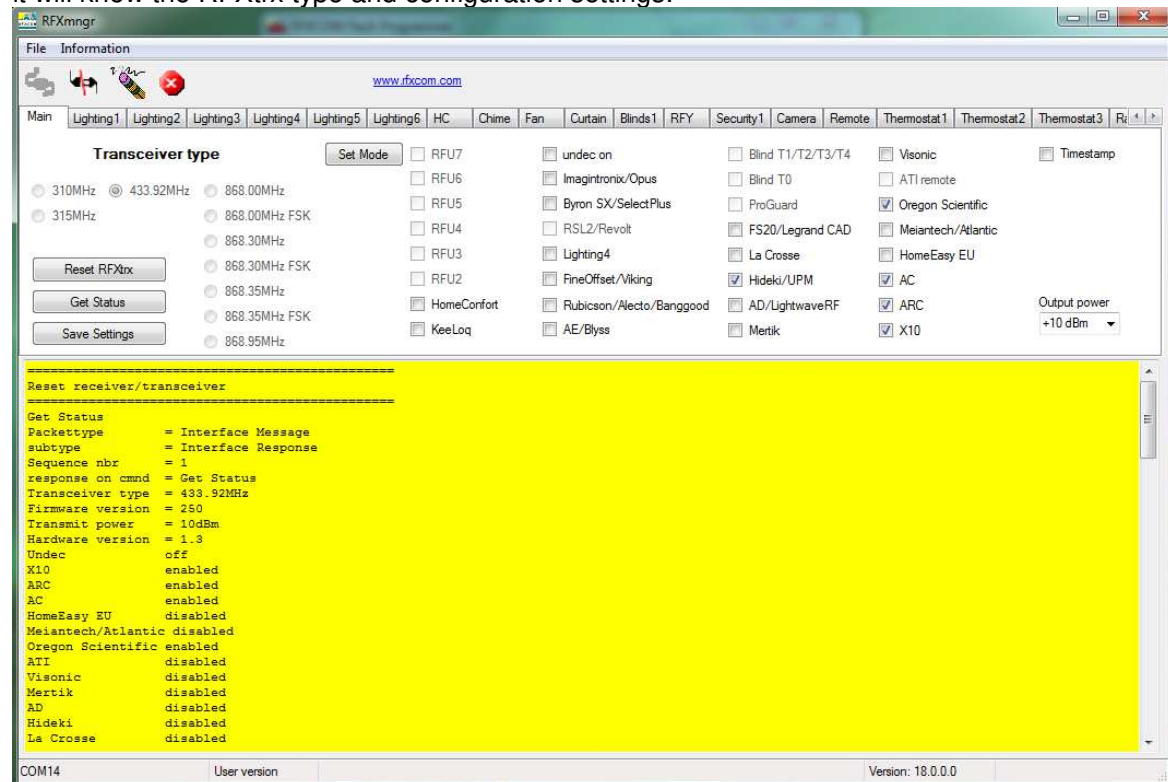 it will know the RFXtrx type and configuration settings.
RFXmngr
File Information
www.rfxcom.com
Main Lighting1 Lighting2 Lighting3 Lighting4 Lighting5 Lighting6 HC Chime Fan Curtain Blinds1 RFY Security1 Camera Remote Thermostat1 Thermostat2 Thermostat3
Transceiver type Set Mode RFU7 undec on Blind T1/T2/T3/T4 Visonic Timestamp
RFU6 Imagintronix/Opus Blind T0 ATI remote
310MHz 433.92MHz 868.00MHz
RFU5 Byron SX/SelectPlus ProGuard Oregon Scientific
315MHz 868.00MHz FSK
RFU4 RSL2/Revolt FS20/Legrand CAD Meiantech/Atlantic
868.30MHz
RFU3 Lighting4 La Crosse HomeEasy EU
Reset RFXtrx 868.30MHz FSK
RFU2 FineOffset/Viking Hideki/UPM AC
868.35MHz
Get Status HomeConfort Rubicson/Alecto/Banggood AD/LightwaveRF ARC Output power
868.35MHz FSK
+10 dBm
Save Settings KeeLoq AE/Blyss Mertik X10
868.95MHz
================================================
Reset receiver/transceiver
================================================
Get Status
Packettype = Interface Message
subtype = Interface Response
Sequence nbr = 1
response on cmnd = Get Status
Transceiver type = 433.92MHz
Firmware version = 250
Transmit power = 10dBm
Hardware version = 1.3
Undec off
X10 enabled
ARC enabled
AC enabled
HomeEasy EU disabled
Meiantech/Atlantic disabled
Oregon Scientific enabled
ATI disabled
Visonic disabled
Mertik disabled
AD disabled
Hideki disabled
La Crosse disabled
COM14 User version Version: 18.0.0.0